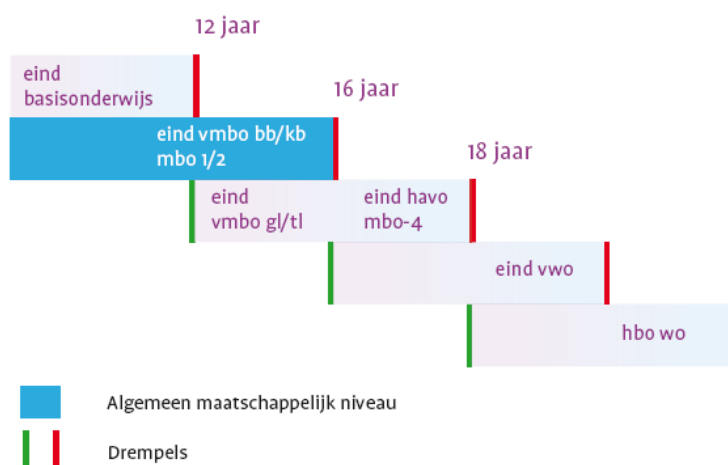 12 jaar
eind
basisonderwijs
16 jaar
eind vmbo bb/kb
mbo 1/2
18 jaar
eind
vmbo gl/tl
eind havo
mbo-4
eind vwo
hbo wo
Algemeen maatschappelijk niveau
Drempels